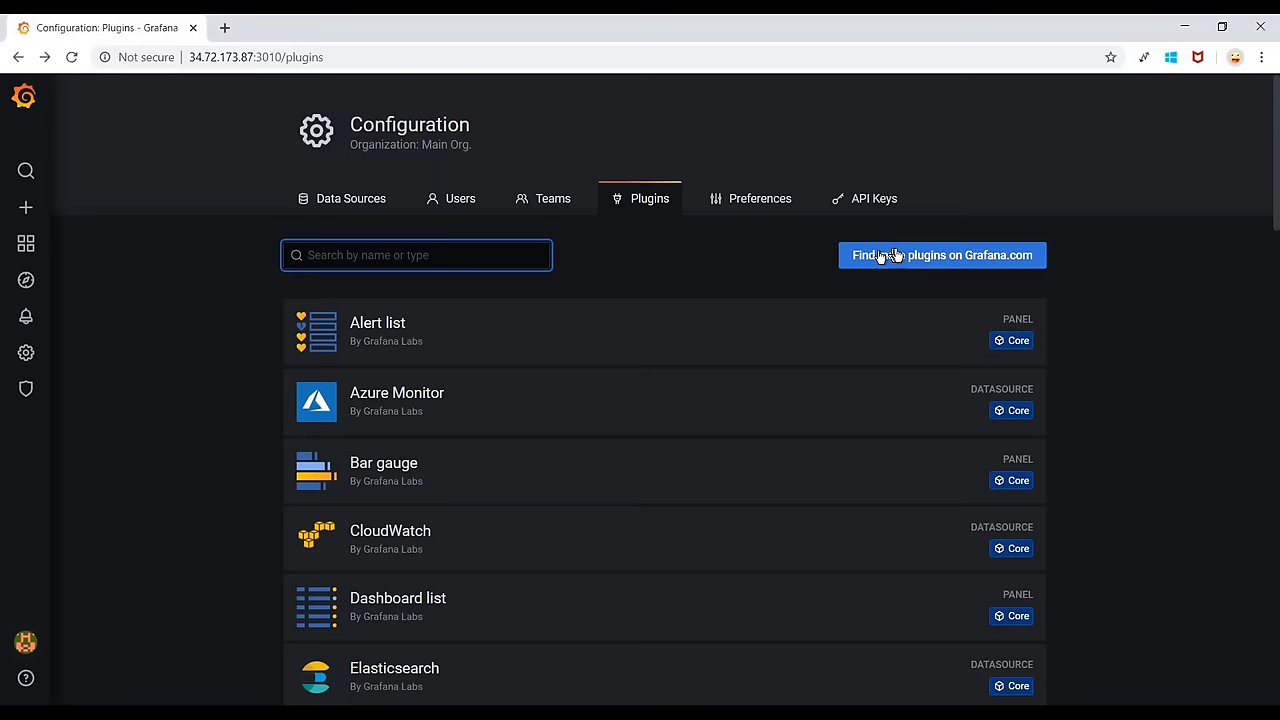 Configuration: Plugins - Grafana
Not secure
34.72.173.87:3010/plugins
Configuration
Organization: Main Org.
Data Sources
Users
Teams
Plugins
Preferences
API Keys
Search by name or type
Find plugins on Grafana.com
Alert list
By Grafana Labs
PANEL
Core
Azure Monitor
By Grafana Labs
DATASOURCE
Core
Bar gauge
By Grafana Labs
PANEL
Core
CloudWatch
By Grafana Labs
DATASOURCE
Core
Dashboard list
By Grafana Labs
PANEL
Core
Elasticsearch
By Grafana Labs
DATASOURCE
Core